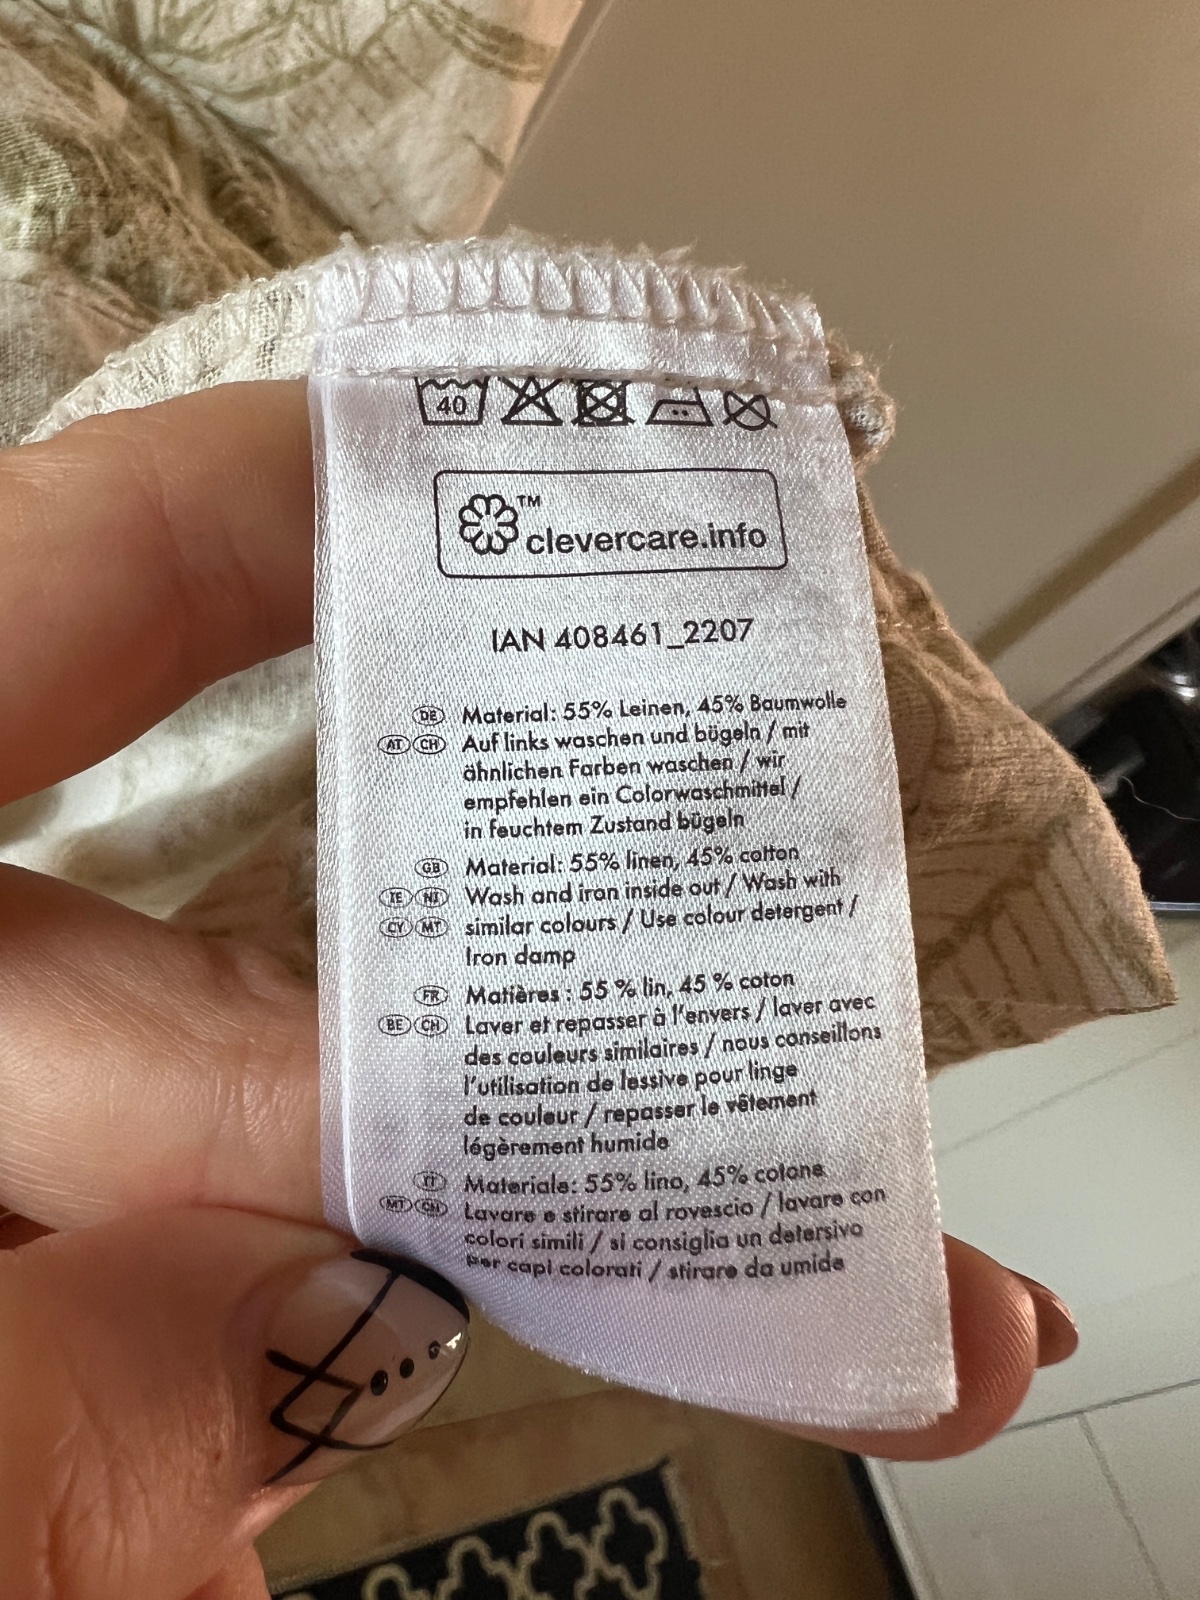 40
TM
clevercare.info
IAN 408461_2207
DE Material: 55% Leinen, 45% Baumwolle
AT CH Auf links waschen und bügeln / mit
ähnlichen Farben waschen / wir
empfehlen ein Colorwaschmittel /
in feuchtem Zustand bügeln
GB Material: 55% linen, 45% cotton
IE NI Wash and iron inside out / Wash with
CY MT similar colours / Use colour detergent /
Iron damp
FR Matières : 55 % lin, 45 % coton
BE CH Laver et repasser à l'envers / laver avec
des couleurs similaires / nous conseillons
l'utilisation de lessive pour linge
de couleur / repasser le vêtement
légèrement humide
IT Materiale: 55% lino, 45% cotone
MT CH Lavare e stirare al rovescio / lavare con
colori simili / si consiglia un detersivo
per capi colorati / stirare da umido